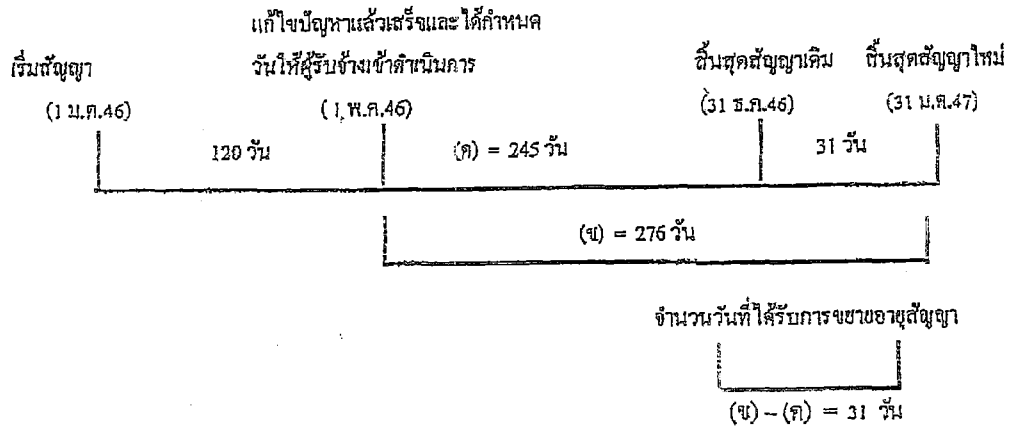 แก้ไขปัญหาแล้วเสร็จและได้กำหนด
เริ่มสัญญา วันให้ผู้รับจ้างเข้าดำเนินการ สิ้นสุดสัญญาเดิม สิ้นสุดสัญญาใหม่
(1 ม.ค.46) (1 พ.ค.46) (31 ธ.ค.46) (31 ม.ค.47)
120 วัน (ค) = 245 วัน 31 วัน
(ข) = 276 วัน
จำนวนวันที่ได้รับการขยายอายุสัญญา
(ข) – (ค) = 31 วัน